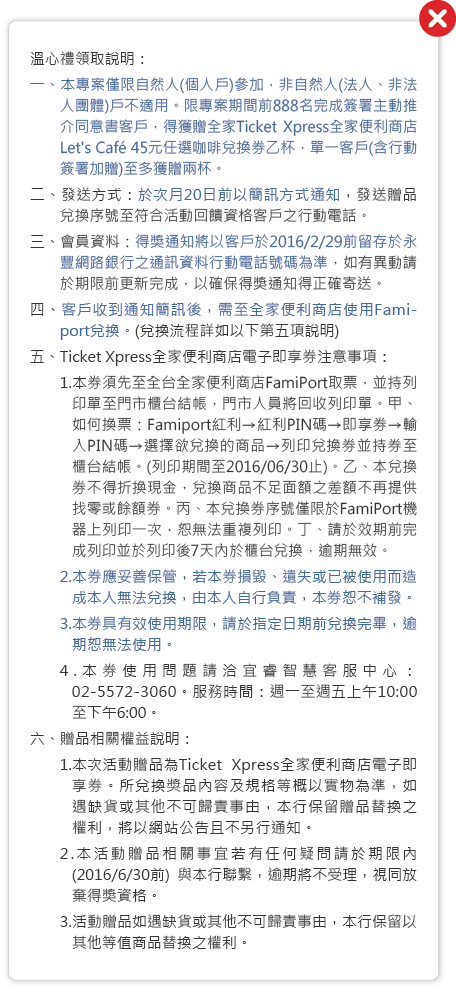 溫心禮領取說明：
一、本專案僅限自然人(個人戶)參加，非自然人(法人、非法
人團體)戶不適用。限專案期間前888名完成簽署主動推
介同意書客戶，得獲贈全家Ticket Xpress全家便利商店
Let's Café 45元任選咖啡兌換券乙杯，單一客戶(含行動
簽署加贈)至多獲贈兩杯。
二、發送方式：於次月20日前以簡訊方式通知，發送贈品
兌換序號至符合活動回饋資格客戶之行動電話。
三、會員資料：得獎通知將以客戶於2016/2/29前留存於永
豐網路銀行之通訊資料行動電話號碼為準，如有異動請
於期限前更新完成，以確保得獎通知得正確寄送。
四、客戶收到通知簡訊後，需至全家便利商店使用Fami-
port兌換。(兌換流程詳如以下第五項說明)
五、Ticket Xpress全家便利商店電子即享券注意事項：
1.本券須先至全台全家便利商店FamiPort取票，並持列
印單至門市櫃台結帳，門市人員將回收列印單。甲、
如何換票：Famiport紅利→紅利PIN碼→即享券→輸
入PIN碼→選擇欲兌換的商品→列印兌換券並持券至
櫃台結帳。(列印期間至2016/06/30止)。乙、本兌換
券不得折換現金，兌換商品不足面額之差額不再提供
找零或餘額券。丙、本兌換券序號僅限於FamiPort機
器上列印一次，恕無法重複列印。丁、請於效期前完
成列印並於列印後7天內於櫃台兌換，逾期無效。
2.本券應妥善保管，若本券損毀、遺失或已被使用而造
成本人無法兌換，由本人自行負責，本券恕不補發。
3.本券具有效使用期限，請於指定日期前兌換完畢，逾
期恕無法使用。
4.本券使用問題請洽宜睿智慧客服中心：
02-5572-3060。服務時間：週一至週五上午10:00
至下午6:00。
六、贈品相關權益說明：
1.本次活動贈品為Ticket Xpress全家便利商店電子即
享券。所兌換獎品內容及規格等概以實物為準，如
遇缺貨或其他不可歸責事由，本行保留贈品替換之
權利，將以網站公告且不另行通知。
2.本活動贈品相關事宜若有任何疑問請於期限內
(2016/6/30前) 與本行聯繫，逾期將不受理，視同放
棄得獎資格。
3.活動贈品如遇缺貨或其他不可歸責事由，本行保留以
其他等值商品替換之權利。